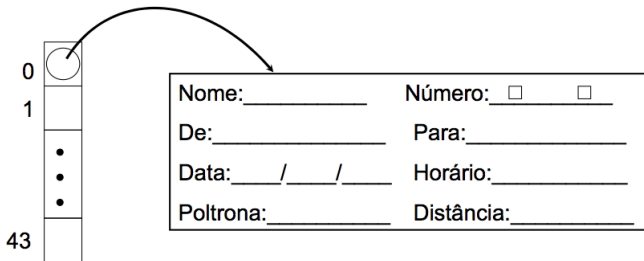 0
1
43
Nome:__________ Número:__________
De:______________ Para:_____________
Data:____/____/____ Horário:___________
Poltrona:__________ Distância:__________